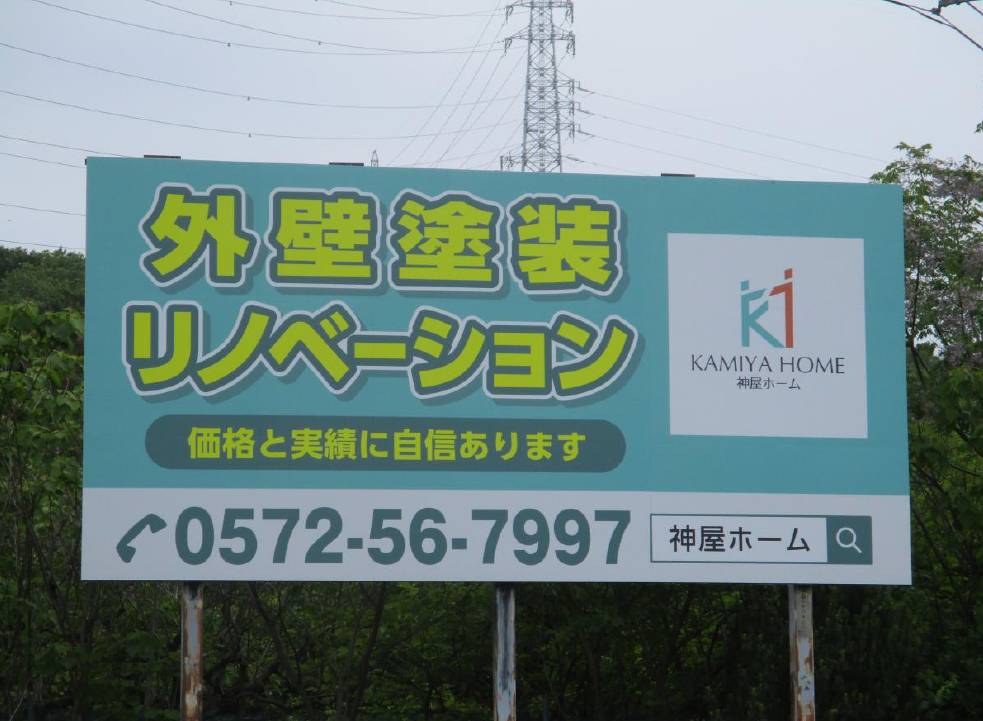 外壁塗装
リノベーション
価格と実績に自信あります
KAMIYA HOME
神屋ホーム
0572-56-7997
神屋ホーム